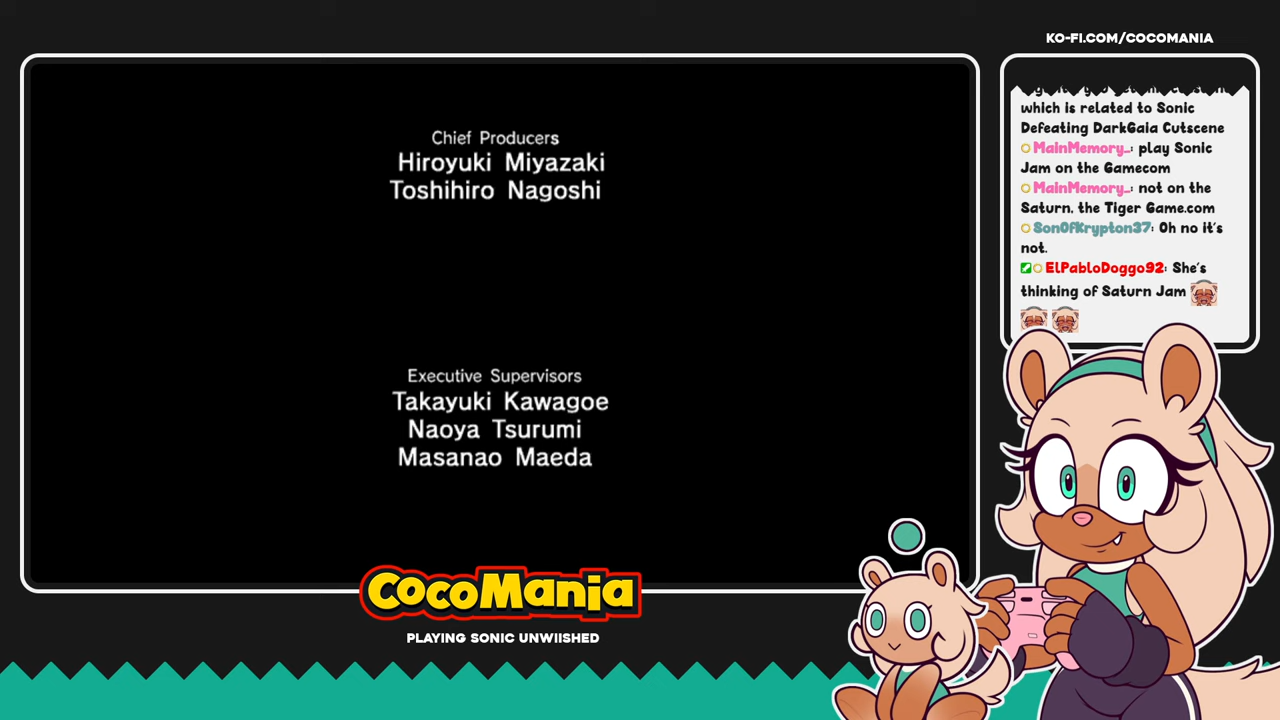 KO-FI.COM/COCOMANIA
Chief Producers
Hiroyuki Miyazaki
Toshihiro Nagoshi
Executive Supervisors
Takayuki Kawagoe
Naoya Tsurumi
Masanao Maeda
which is related to Sonic
Defeating DarkGaia Cutscene
MainMemory_: play Sonic
Jam on the Gamecom
MainMemory_: not on the
Saturn. the Tiger Game.com
SonOfKrypton37: Oh no it's
not.
ElPabloDoggo92: She's
thinking of Saturn Jam
CocoMania
PLAYING SONIC UNWIISHED